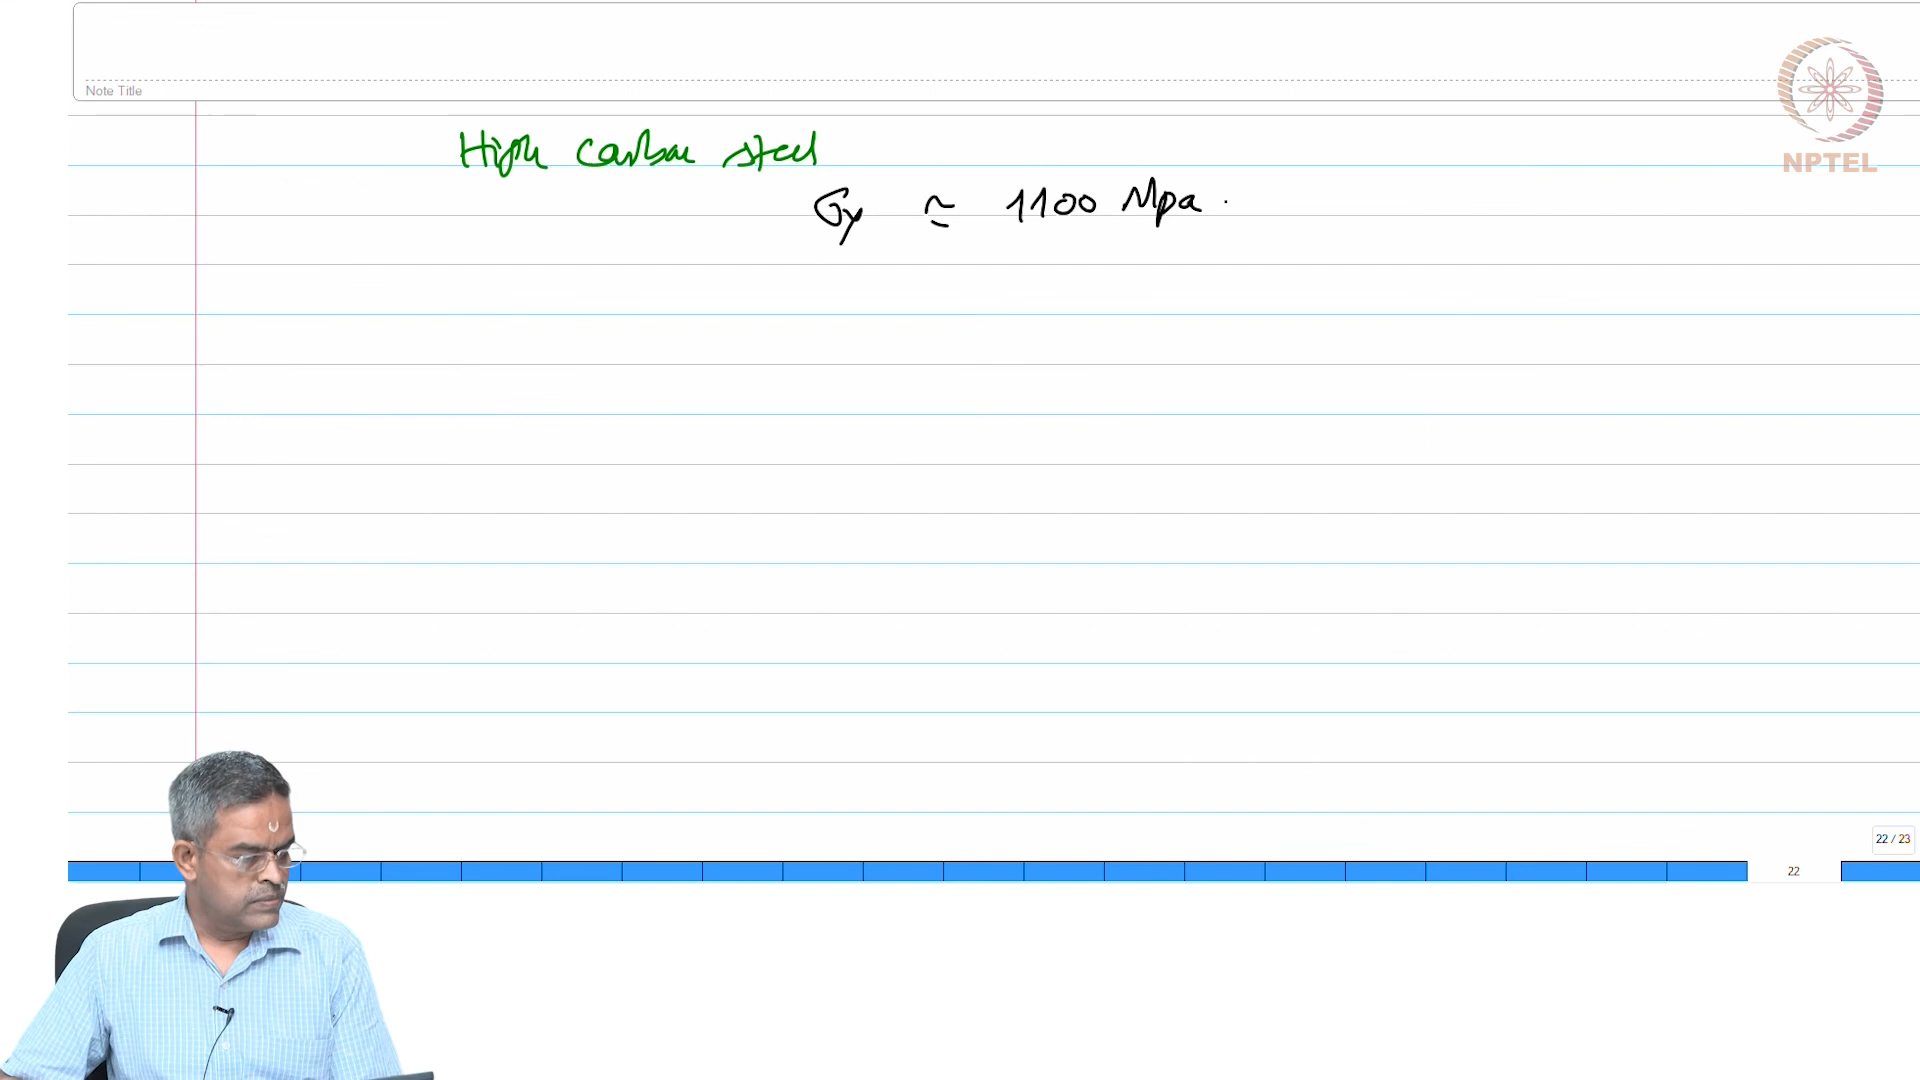 NPTEL
Note Title
High carbon steel
σy ≃ 1100 Mpa.
22 / 23
22